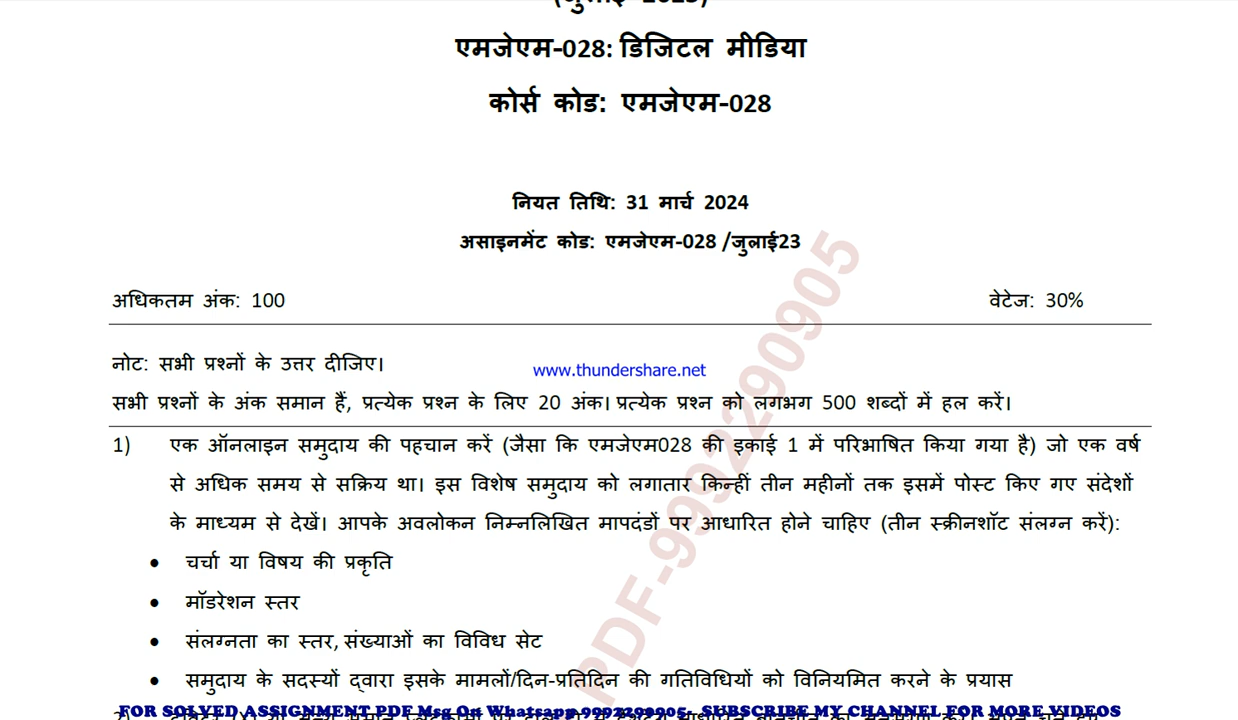 (जुलाई 2023)
एमजेएम-028: डिजिटल मीडिया
कोर्स कोड: एमजेएम-028
नियत तिथि: 31 मार्च 2024
असाइनमेंट कोड: एमजेएम-028 /जुलाई23
अधिकतम अंक: 100 वेटेज: 30%
नोट: सभी प्रश्नों के उत्तर दीजिए।
www.thundershare.net
सभी प्रश्नों के अंक समान हैं, प्रत्येक प्रश्न के लिए 20 अंक। प्रत्येक प्रश्न को लगभग 500 शब्दों में हल करें।
1) एक ऑनलाइन समुदाय की पहचान करें (जैसा कि एमजेएम028 की इकाई 1 में परिभाषित किया गया है) जो एक वर्ष
से अधिक समय से सक्रिय था। इस विशेष समुदाय को लगातार किन्हीं तीन महीनों तक इसमें पोस्ट किए गए संदेशों
के माध्यम से देखें। आपके अवलोकन निम्नलिखित मापदंडों पर आधारित होने चाहिए (तीन स्क्रीनशॉट संलग्न करें):
• चर्चा या विषय की प्रकृति
• मॉडरेशन स्तर
• संलग्नता का स्तर, संख्याओं का विविध सेट
• समुदाय के सदस्यों द्वारा इसके मामलों/दिन-प्रतिदिन की गतिविधियों को विनियमित करने के प्रयास
PDF-9992290905
FOR SOLVED ASSIGNMENT PDF Msg On Whatsapp 9992290905- SUBSCRIBE MY CHANNEL FOR MORE VIDEOS